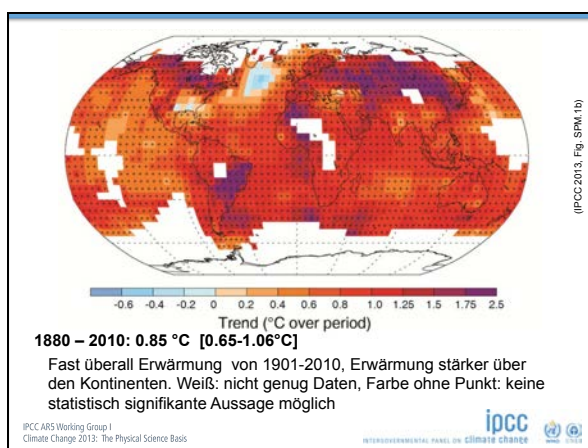 (IPCC2013, Fig. SPM.1b)
-0.6 -0.4 -0.2 0 0.2 0.4 0.6 0.8 1.0 1.25 1.5 1.75 2.5
Trend (°C over period)
1880 – 2010: 0.85 °C [0.65-1.06°C]
Fast überall Erwärmung von 1901-2010, Erwärmung stärker über
den Kontinenten. Weiß: nicht genug Daten, Farbe ohne Punkt: keine
statistisch signifikante Aussage möglich
IPCC AR5 Working Group I
Climate Change 2013: The Physical Science Basis
ipcc
INTERGOVERNMENTAL PANEL ON climate change